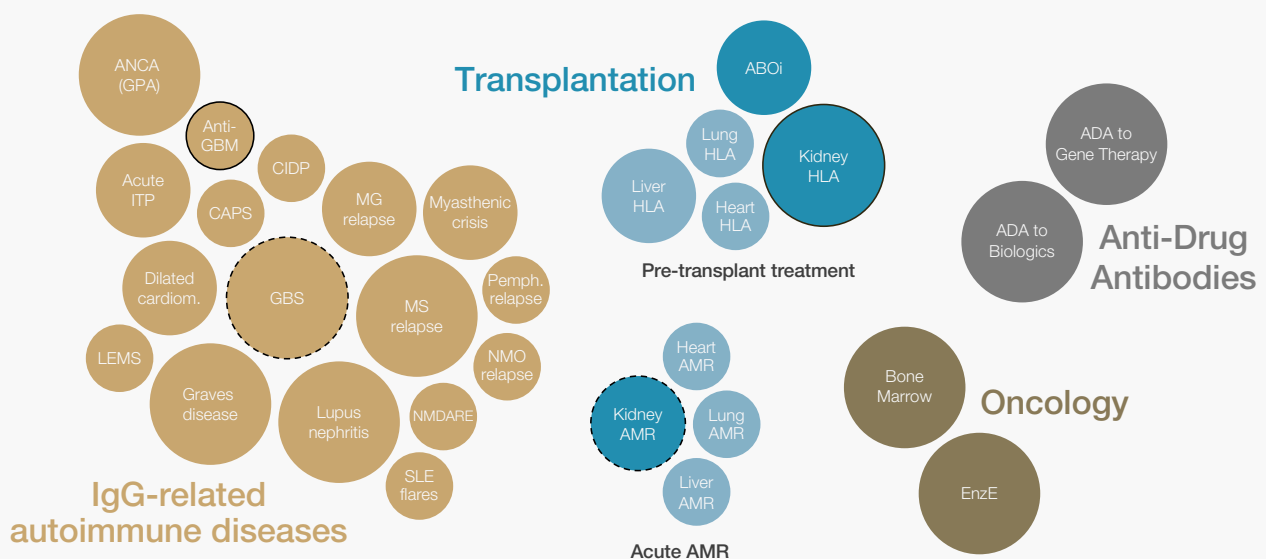 ANCA
(GPA)
Anti-
GBM
CIDP
Acute
ITP
CAPS
MG
relapse
Myasthenic
crisis
Dilated
cardiom.
GBS
MS
relapse
Pemph.
relapse
LEMS
NMO
relapse
Graves
disease
Lupus
nephritis
NMDARE
SLE
flares
IgG-related
autoimmune diseases
Transplantation
ABOi
Lung
HLA
Kidney
HLA
Liver
HLA
Heart
HLA
Pre-transplant treatment
Heart
AMR
Kidney
AMR
Lung
AMR
Liver
AMR
Acute AMR
ADA to
Gene Therapy
ADA to
Biologics
Anti-Drug
Antibodies
Bone
Marrow
Oncology
EnzE